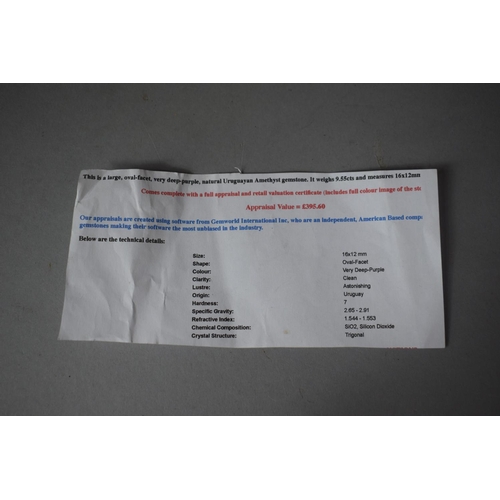 This is a large, oval-facet, very deep-purple, natural Uruguayan Amethyst gemstone. It weighs 9.55cts and measures 16x12mm
Comes complete with a full appraisal and retail valuation certificate (includes full colour image of the
Appraisal Value = £395.60
Our appraisals are created using software from Gemworld International Inc, who are an independent, American Based
gemstones making their software the most unbiased in the industry.
Below are the technical details:
Size: 16x12 mm
Shape: Oval-Facet
Colour: Very Deep-Purple
Clarity: Clean
Lustre: Astonishing
Origin: Uruguay
Hardness: 7
Specific Gravity: 2.65 - 2.91
Refractive Index: 1.544 - 1.553
Chemical Composition: SiO2, Silicon Dioxide
Crystal Structure: Trigonal